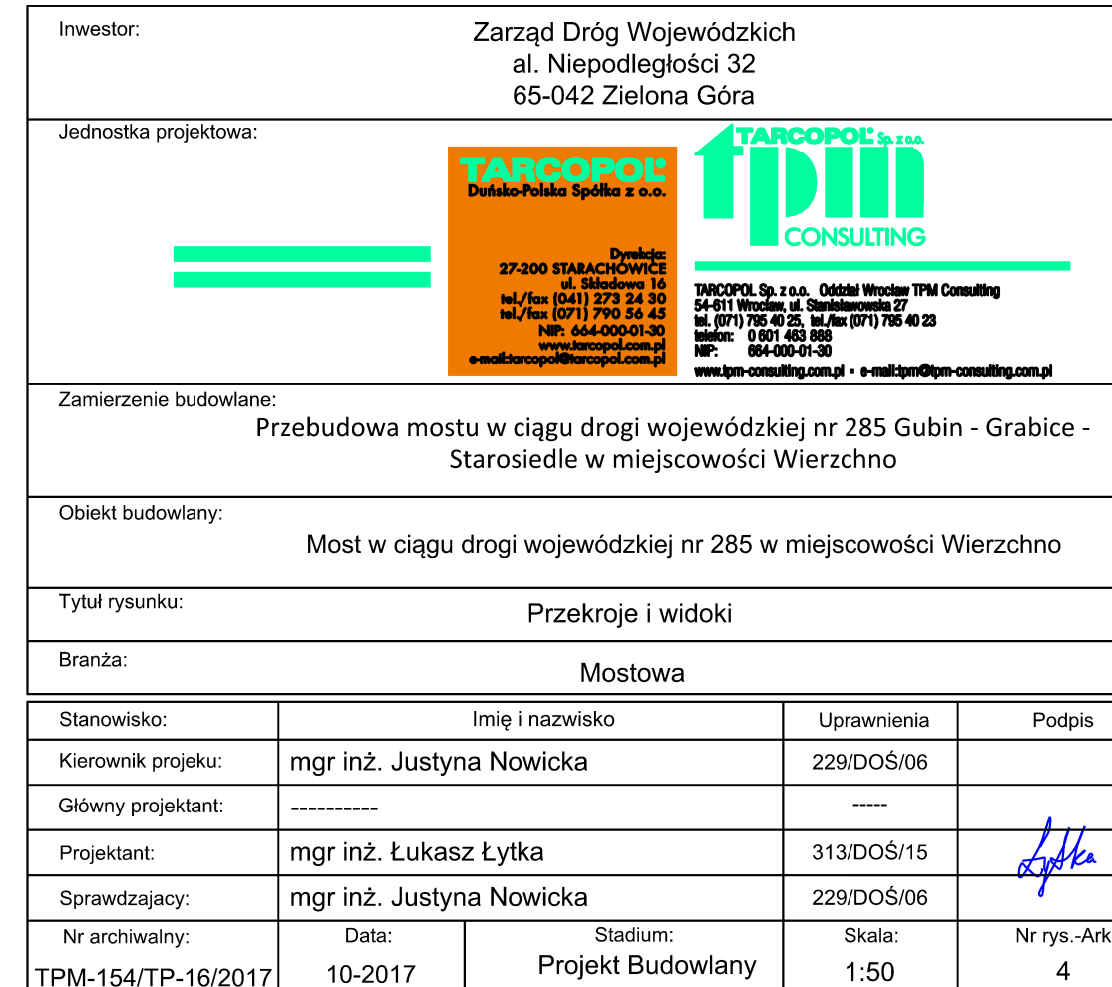 Inwestor:
Zarząd Dróg Wojewódzkich
al. Niepodległości 32
65-042 Zielona Góra
Jednostka projektowa:
TARCOPOL®
Duńsko-Polska Spółka z o.o.
Dyrekcja:
27-200 STARACHOWICE
ul. Składowa 16
tel./fax (041) 273 24 30
tel./fax (071) 790 56 45
NIP: 664-000-01-30
www.tarcopol.com.pl
e-mail:tarcopol@tarcopol.com.pl
TARCOPOL® Sp. z o.o.
tpm
CONSULTING
TARCOPOL Sp. z o.o. Oddział Wrocław TPM Consulting
54-611 Wrocław, ul. Stanisławowska 27
tel. (071) 795 40 25, tel./fax (071) 795 40 23
telefon: 0 601 463 888
NIP: 664-000-01-30
www.tpm-consulting.com.pl ▪ e-mail:tpm@tpm-consulting.com.pl
Zamierzenie budowlane:
Przebudowa mostu w ciągu drogi wojewódzkiej nr 285 Gubin - Grabice -
Starosiedle w miejscowości Wierzchno
Obiekt budowlany:
Most w ciągu drogi wojewódzkiej nr 285 w miejscowości Wierzchno
Tytuł rysunku:
Przekroje i widoki
Branża:
Mostowa
Stanowisko: Imię i nazwisko Uprawnienia Podpis
Kierownik projeku: mgr inż. Justyna Nowicka 229/DOŚ/06
Główny projektant: ---------- -----
Projektant: mgr inż. Łukasz Łytka 313/DOŚ/15 Łytka
Sprawdzajacy: mgr inż. Justyna Nowicka 229/DOŚ/06
Nr archiwalny: Data: Stadium: Skala: Nr rys.-Ark
TPM-154/TP-16/2017 10-2017 Projekt Budowlany 1:50 4